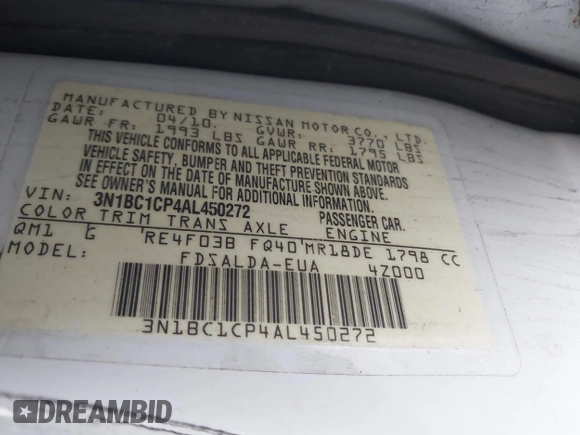 MANUFACTURED BY NISSAN MOTOR CO., LTD.
DATE: 04/10 GVWR: 3770 LBS
GAWR FR: 1993 LBS GAWR RR: 1795 LBS
THIS VEHICLE CONFORMS TO ALL APPLICABLE FEDERAL MOTOR
VEHICLE SAFETY, BUMPER AND THEFT PREVENTION STANDARDS
IN EFFECT ON THE DATE OF MANUFACTURE SHOWN ABOVE.
SEE OWNER'S MANUAL FOR ADDITIONAL INFORMATION.
VIN: 3N1BC1CP4AL450272 PASSENGER CAR.
COLOR TRIM TRANS AXLE ENGINE
QM1 G RE4F03B FQ40 MR18DE 1798 CC
MODEL: FDSALDA-EUA 4Z000
3N1BC1CP4AL450272
DREAMBID